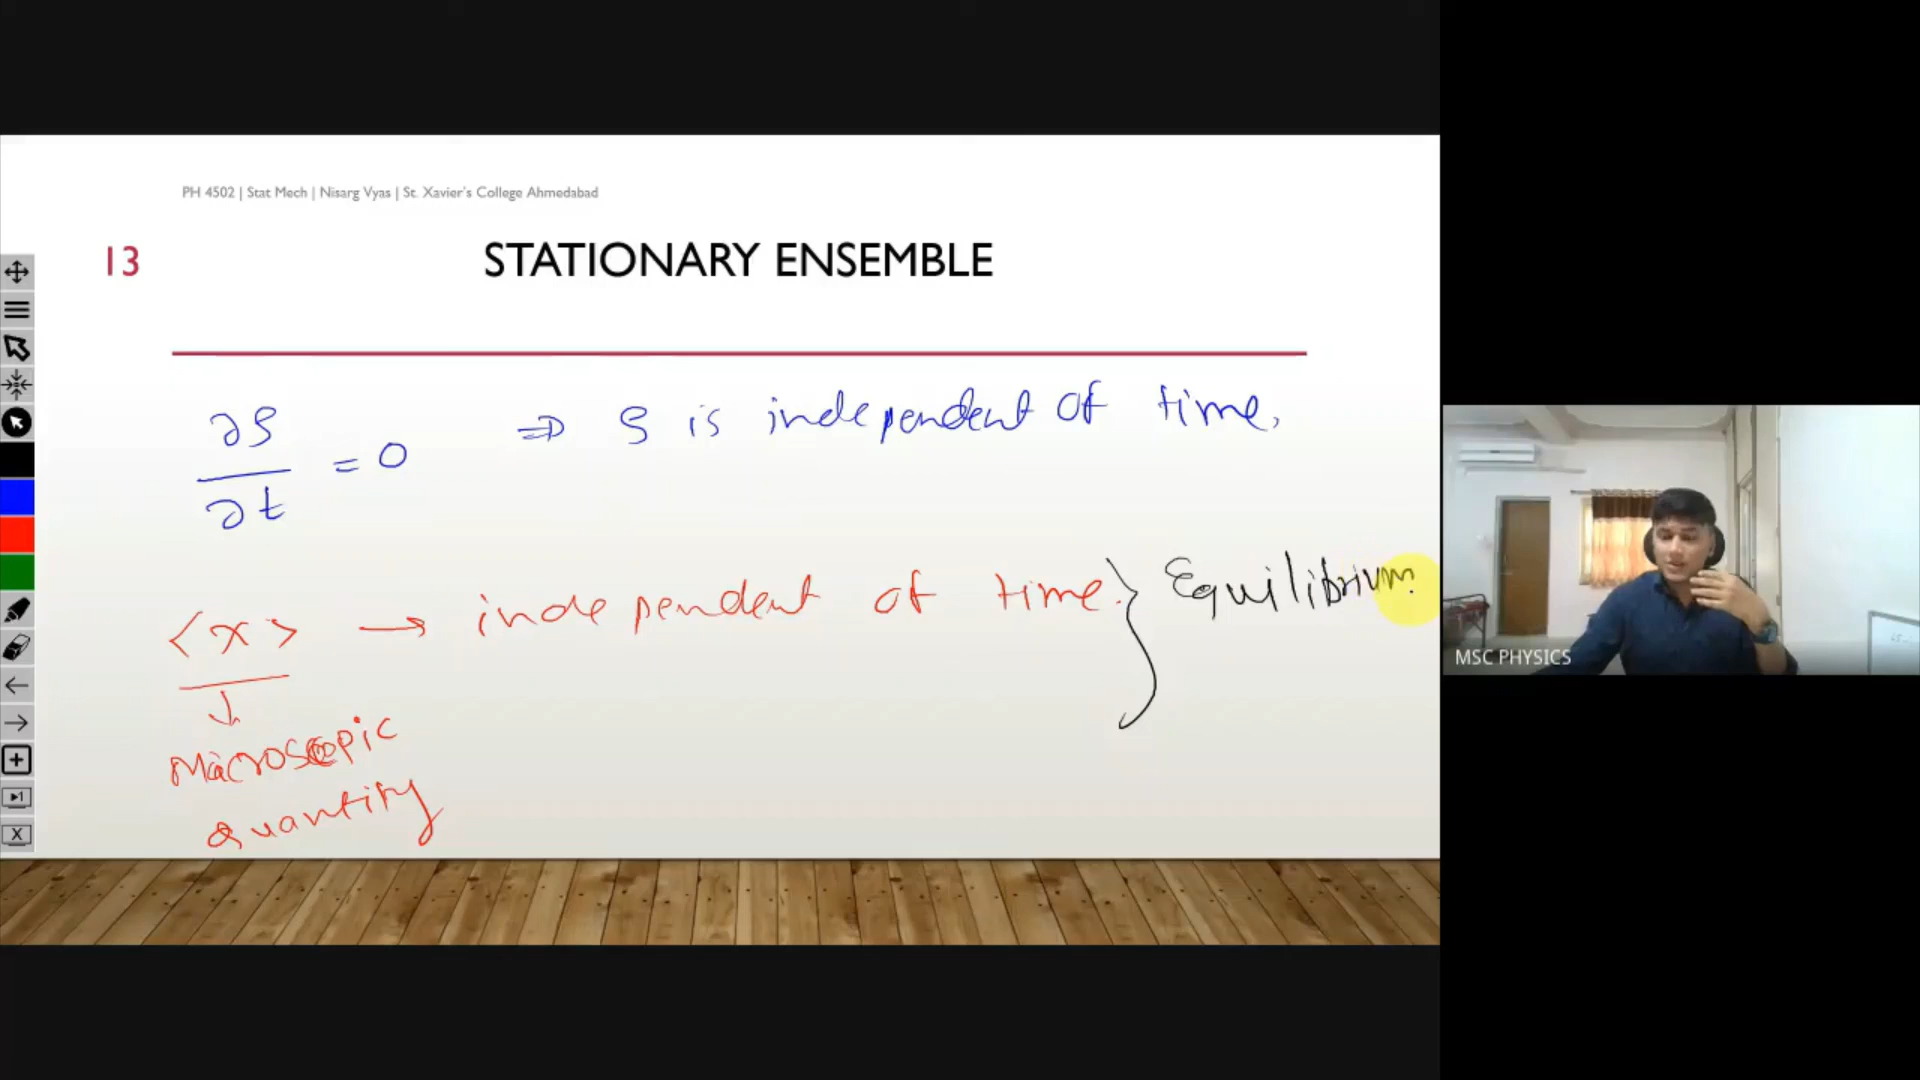 PH 4502 | Stat Mech | Nisarg Vyas | St. Xavier's College Ahmedabad
13
STATIONARY ENSEMBLE
∂ρ/∂t = 0 ⇒ ρ is independent of time.
<x> → independent of time. } Equilibrium.
↓
Macroscopic
quantity
MSC PHYSICS
X